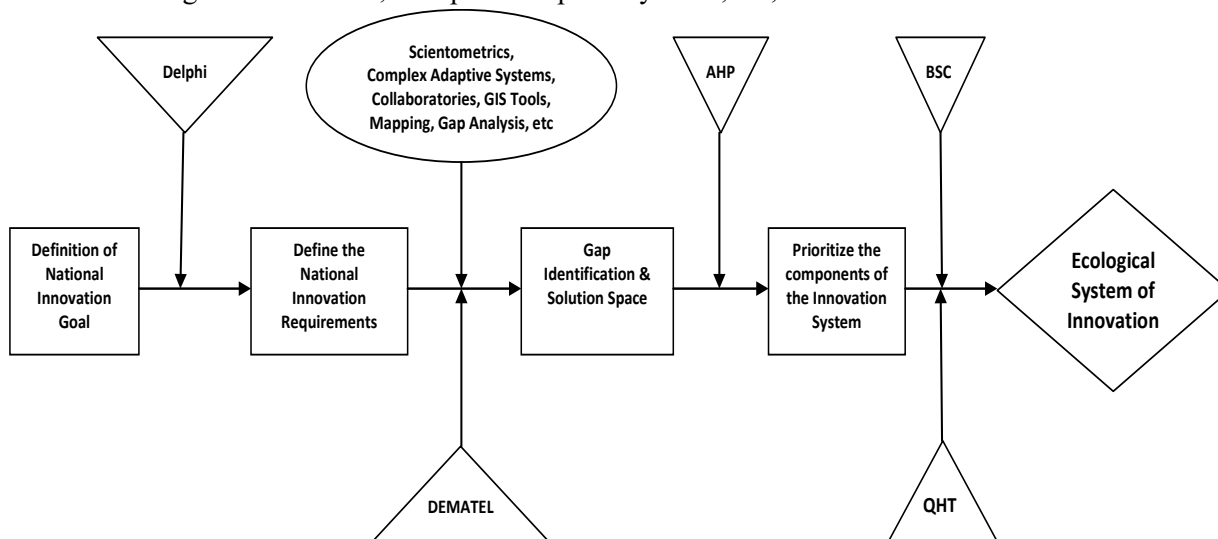 Delphi
Scientometrics,
Complex Adaptive Systems,
Collaboratories, GIS Tools,
Mapping, Gap Analysis, etc
AHP
BSC
Definition of
National
Innovation
Goal
Define the
National
Innovation
Requirements
Gap
Identification &
Solution Space
Prioritize the
components of
the Innovation
System
Ecological
System of
Innovation
DEMATEL
QHT